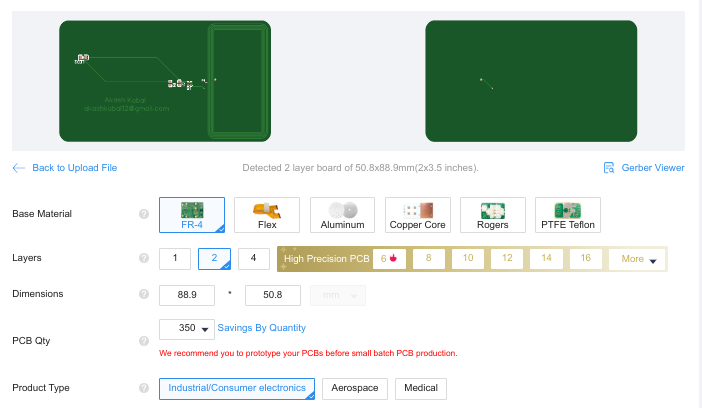 Akash Kobal
akashkobal12@gmail.com
Back to Upload File
Detected 2 layer board of 50.8x88.9mm(2x3.5 inches).
Gerber Viewer
Base Material ? FR-4 Flex Aluminum Copper Core Rogers PTFE Teflon
Layers ? 1 2 4 High Precision PCB 6 8 10 12 14 16 More
Dimensions ? 88.9 * 50.8 mm
PCB Qty ? 350 Savings By Quantity
We recommend you to prototype your PCBs before small batch PCB production.
Product Type ? Industrial/Consumer electronics Aerospace Medical